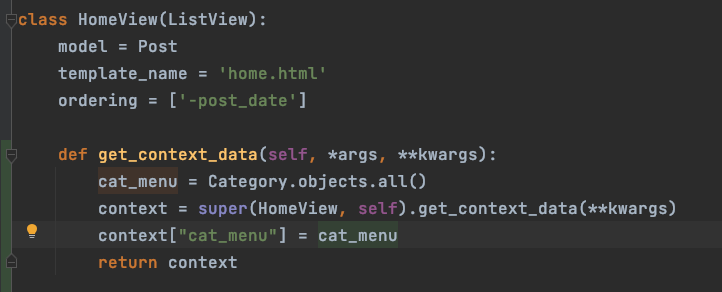 class HomeView(ListView):
    model = Post
    template_name = 'home.html'
    ordering = ['-post_date']

    def get_context_data(self, *args, **kwargs):
        cat_menu = Category.objects.all()
        context = super(HomeView, self).get_context_data(**kwargs)
        context["cat_menu"] = cat_menu
        return context